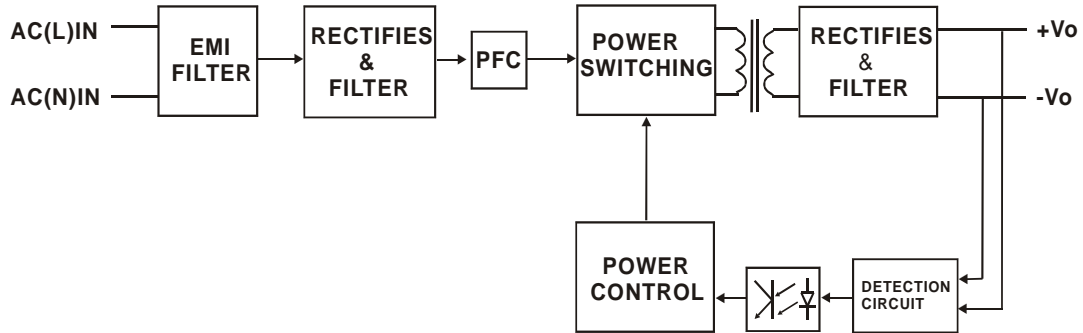 AC(L)IN
AC(N)IN
EMI
FILTER
RECTIFIES
&
FILTER
PFC
POWER
SWITCHING
RECTIFIES
&
FILTER
+Vo
-Vo
POWER
CONTROL
DETECTION
CIRCUIT